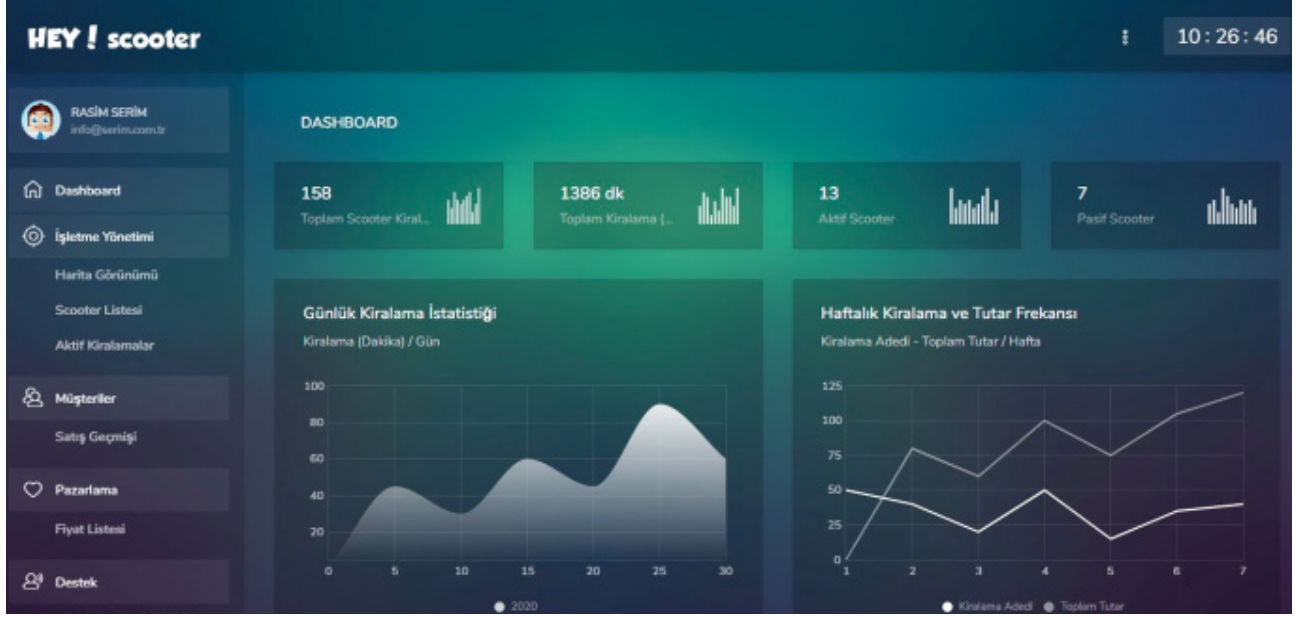 HEY! scooter
10 : 26 : 46
RASİM SERİM
info@serim.com.tr
Dashboard
İşletme Yönetimi
Harita Görünümü
Scooter Listesi
Aktif Kiralamalar
Müşteriler
Satış Geçmişi
Pazarlama
Fiyat Listesi
Destek
DASHBOARD
158
Toplam Scooter Kiral...
1386 dk
Toplam Kiralama (...
13
Aktif Scooter
7
Pasif Scooter
Günlük Kiralama İstatistiği
Kiralama (Dakika) / Gün
100
80
60
40
20
0 5 10 15 20 25 30
2020
Haftalık Kiralama ve Tutar Frekansı
Kiralama Adedi - Toplam Tutar / Hafta
125
100
75
50
25
0
1 2 3 4 5 6 7
Kiralama Adedi Toplam Tutar